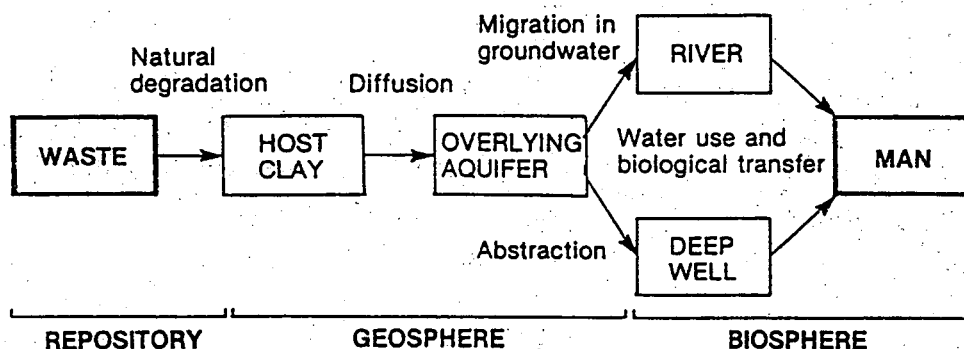 Natural
degradation
Diffusion
Migration in
groundwater
RIVER
WASTE
HOST
CLAY
OVERLYING
AQUIFER
Water use and
biological transfer
MAN
Abstraction
DEEP
WELL
REPOSITORY
GEOSPHERE
BIOSPHERE